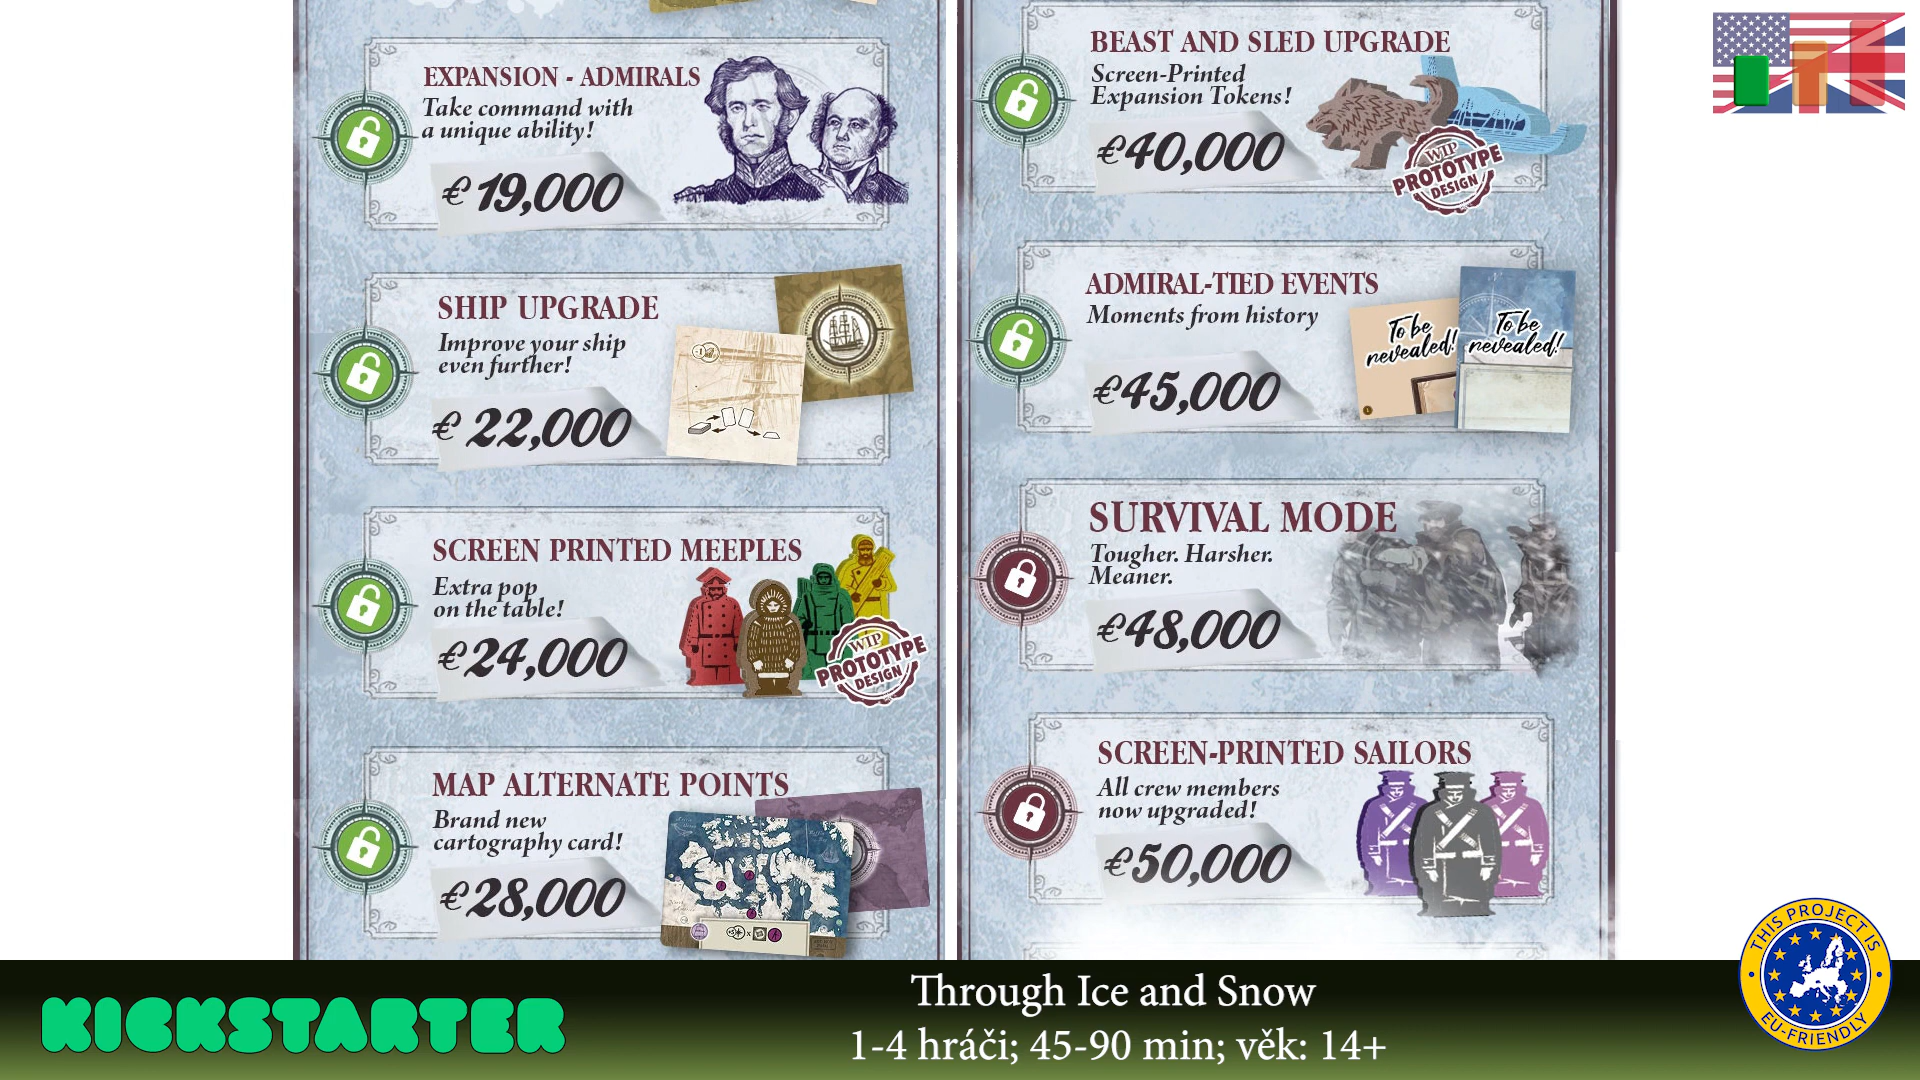 EXPANSION - ADMIRALS
Take command with
a unique ability!
€ 19,000
SHIP UPGRADE
Improve your ship
even further!
€ 22,000
SCREEN PRINTED MEEPLES
Extra pop
on the table!
€24,000
WIP
PROTOTYPE
DESIGN
MAP ALTERNATE POINTS
Brand new
cartography card!
€28,000
BEAST AND SLED UPGRADE
Screen-Printed
Expansion Tokens!
€40,000
WIP
PROTOTYPE
DESIGN
ADMIRAL-TIED EVENTS
Moments from history
€45,000
To be
revealed!
To be
revealed!
SURVIVAL MODE
Tougher. Harsher.
Meaner.
€48,000
SCREEN-PRINTED SAILORS
All crew members
now upgraded!
€50,000
KICKSTARTER
Through Ice and Snow
1-4 hráči; 45-90 min; věk: 14+
THIS PROJECT IS
EU-FRIENDLY